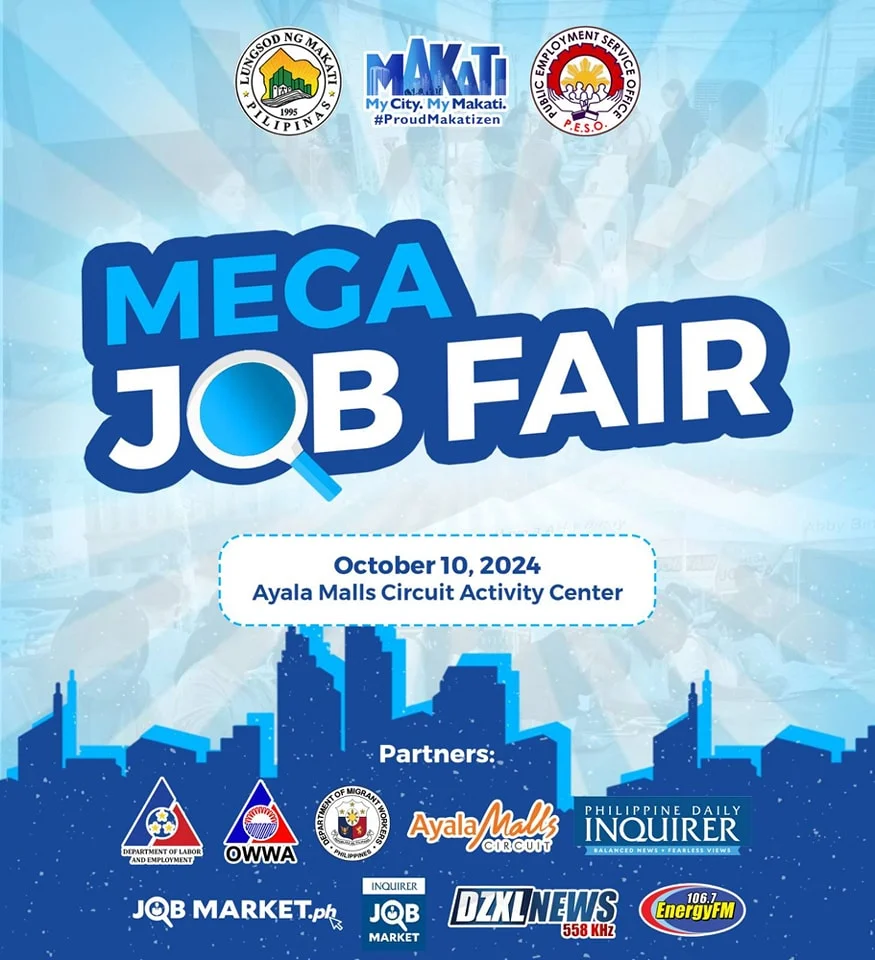 LUNGSOD NG MAKATI
1995
PILIPINAS
MAKATI
My City. My Makati.
#ProudMakatizen
PUBLIC EMPLOYMENT SERVICE OFFICE
P.E.S.O.
MEGA
JOB FAIR
October 10, 2024
Ayala Malls Circuit Activity Center
Partners:
DEPARTMENT OF LABOR
AND EMPLOYMENT
OWWA
DEPARTMENT OF MIGRANT WORKERS
PHILIPPINES
Ayala Malls
CIRCUIT
PHILIPPINE DAILY
INQUIRER
BALANCED NEWS • FEARLESS VIEWS
JOB MARKET.ph
INQUIRER
JOB
MARKET
DZXL NEWS
558 KHz
106.7
EnergyFM